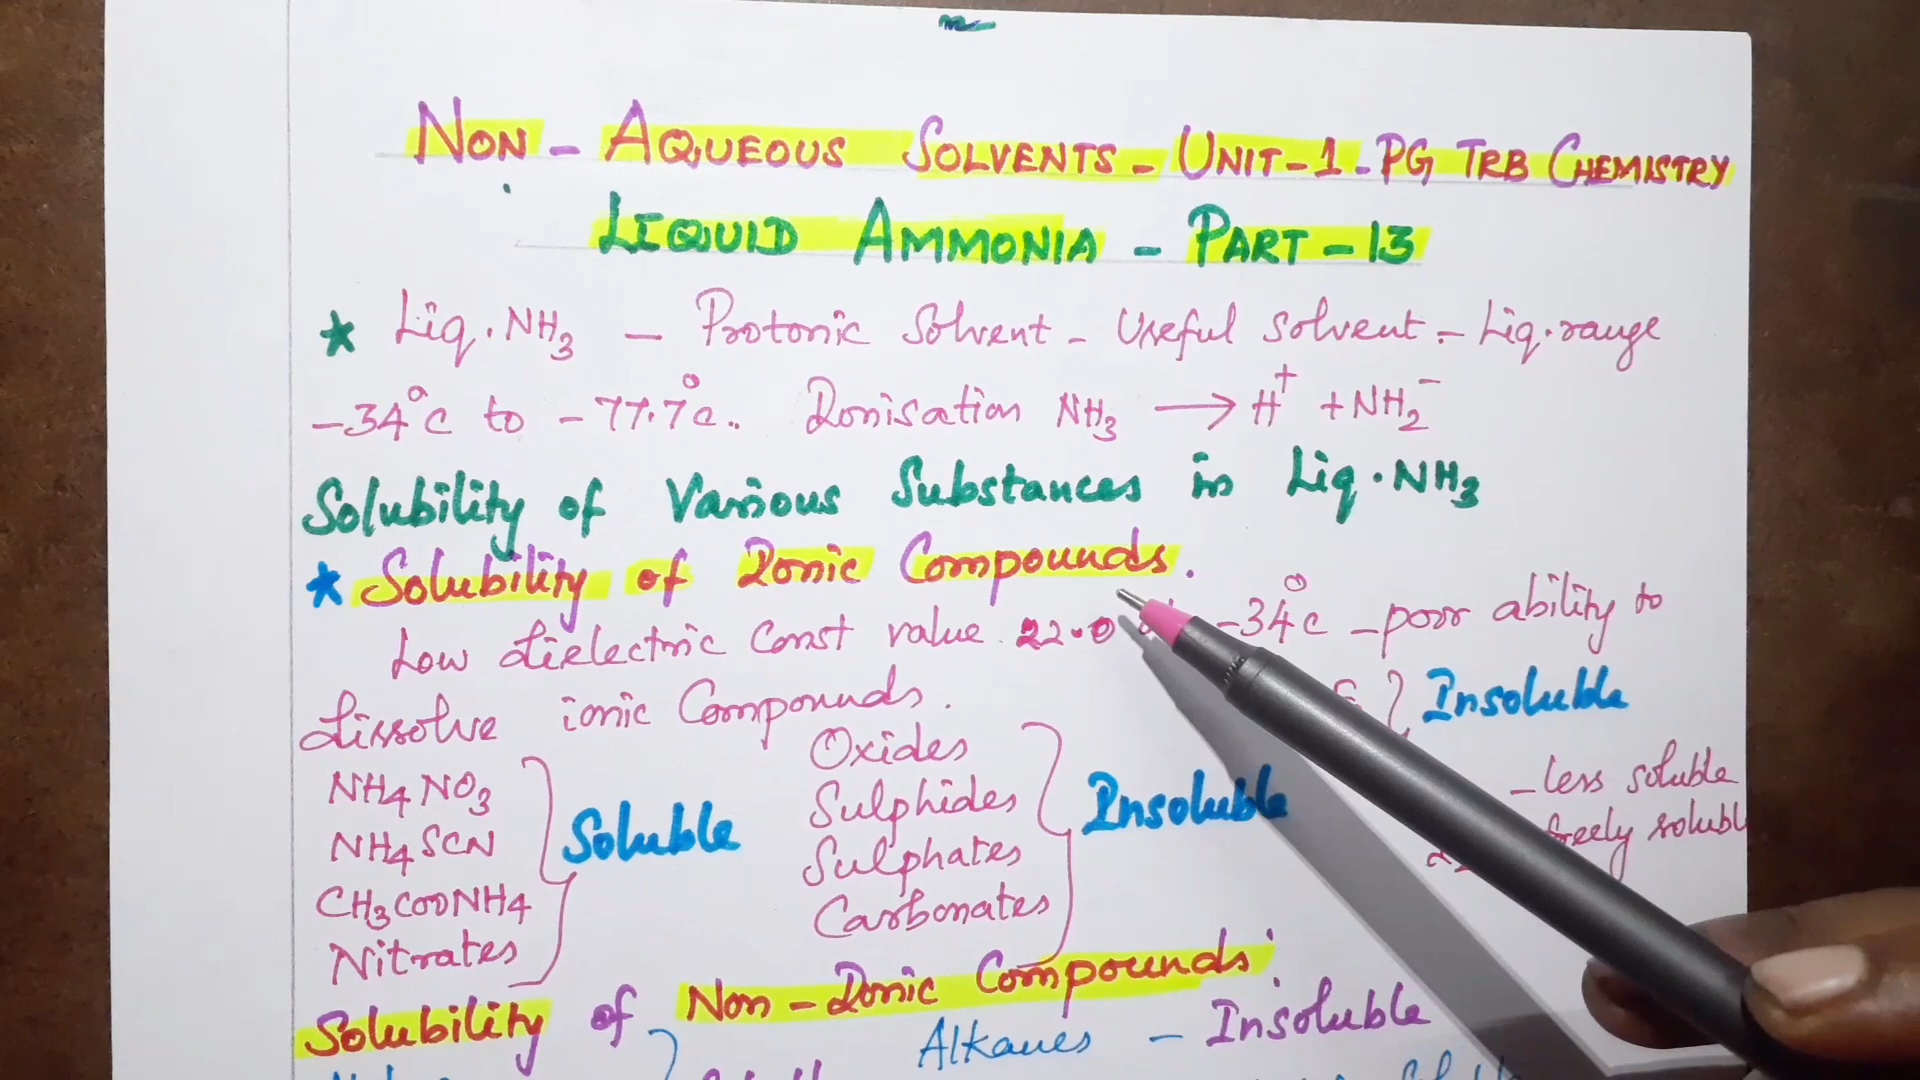 NON - AQUEOUS SOLVENTS - UNIT-1 - PG TRB CHEMISTRY
LIQUID AMMONIA - PART - 13
★ Liq. NH3 - Protonic Solvent - Useful Solvent - Liq. range
-34°C to -77.7°C. Ionisation NH3 → H+ + NH2-
Solubility of Various Substances in Liq. NH3
★ Solubility of Ionic Compounds.
Low dielectric const value 22.0 -34°C - poor ability to
dissolve ionic compounds.
Insoluble
NH4NO3
NH4SCN
CH3COONH4
Nitrates
Soluble
Oxides
Sulphides
Sulphates
Carbonates
Insoluble
- less soluble
freely
Solubility of Non-Ionic Compounds
Alkanes - Insoluble